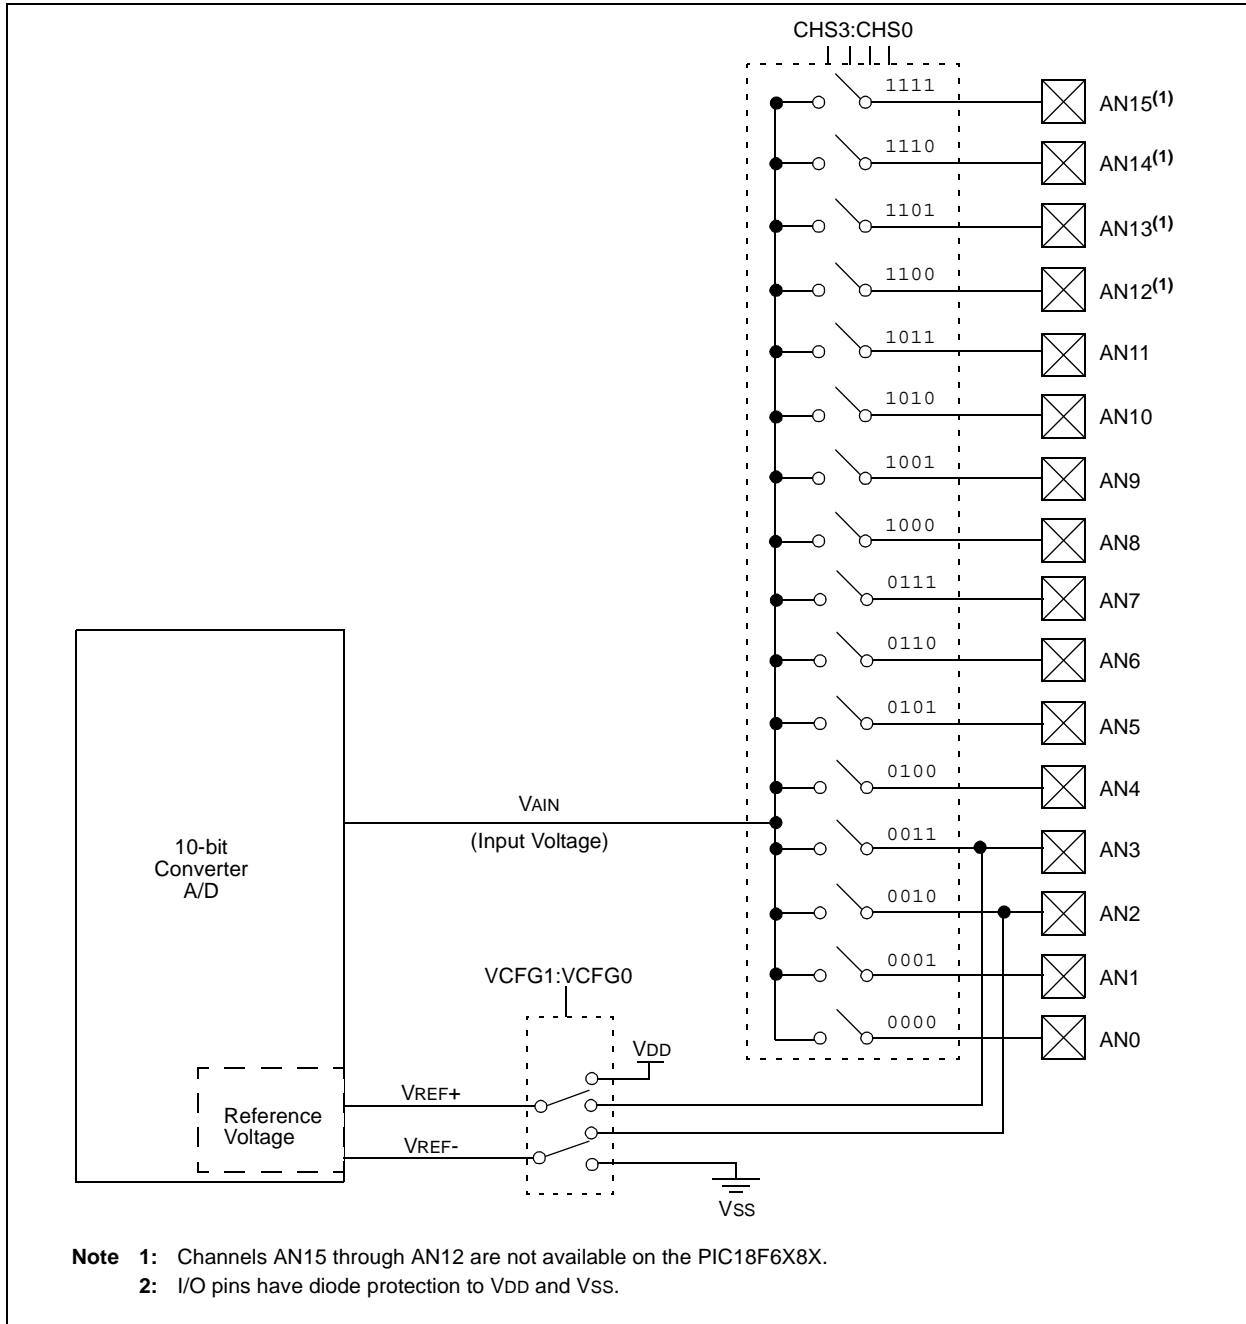 CHS3:CHS0
1111
AN15(1)
1110
AN14(1)
1101
AN13(1)
1100
AN12(1)
1011
AN11
1010
AN10
1001
AN9
1000
AN8
0111
AN7
0110
AN6
0101
AN5
0100
AN4
VAIN
(Input Voltage)
10-bit
Converter
A/D
0011
AN3
0010
AN2
0001
AN1
VCFG1:VCFG0
0000
AN0
VDD
VREF+
Reference
Voltage
VREF-
VSS
Note 1: Channels AN15 through AN12 are not available on the PIC18F6X8X.
2: I/O pins have diode protection to VDD and VSS.